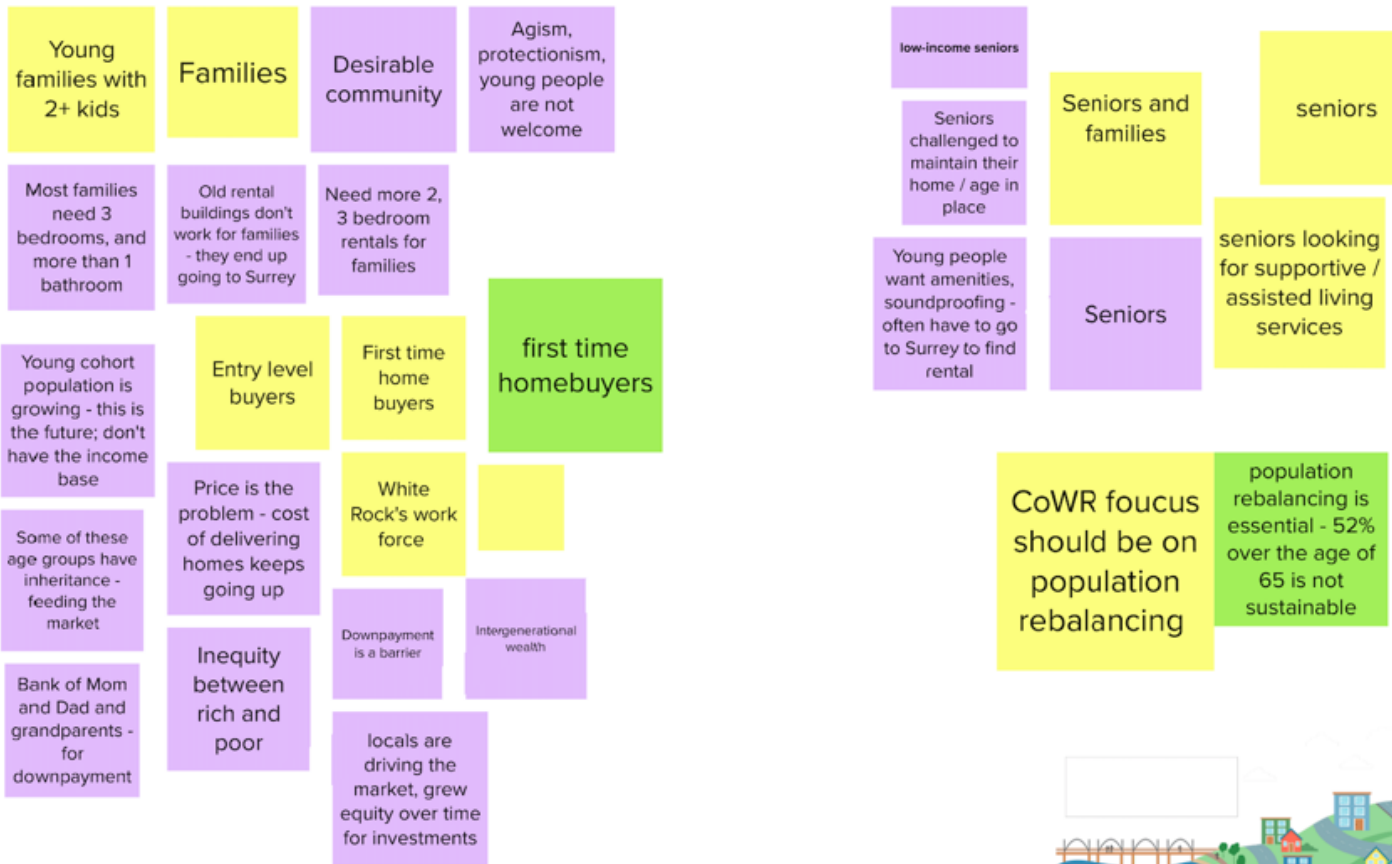 Young
families with
2+ kids
Families
Desirable
community
Agism,
protectionism,
young people
are not
welcome
Most families
need 3
bedrooms, and
more than 1
bathroom
Old rental
buildings don't
work for families
- they end up
going to Surrey
Need more 2,
3 bedroom
rentals for
families
Entry level
buyers
First time
home
buyers
first time
homebuyers
Young cohort
population is
growing - this is
the future; don't
have the income
base
Price is the
problem - cost
of delivering
homes keeps
going up
White
Rock's work
force
Some of these
age groups have
inheritance -
feeding the
market
Downpayment
is a barrier
Intergenerational
wealth
Inequity
between
rich and
poor
Bank of Mom
and Dad and
grandparents -
for
downpayment
locals are
driving the
market, grew
equity over time
for investments
low-income seniors
Seniors
challenged to
maintain their
home / age in
place
Seniors and
families
seniors
Young people
want amenities,
soundproofing -
often have to go
to Surrey to find
rental
Seniors
seniors looking
for supportive /
assisted living
services
CoWR foucus
should be on
population
rebalancing
population
rebalancing is
essential - 52%
over the age of
65 is not
sustainable